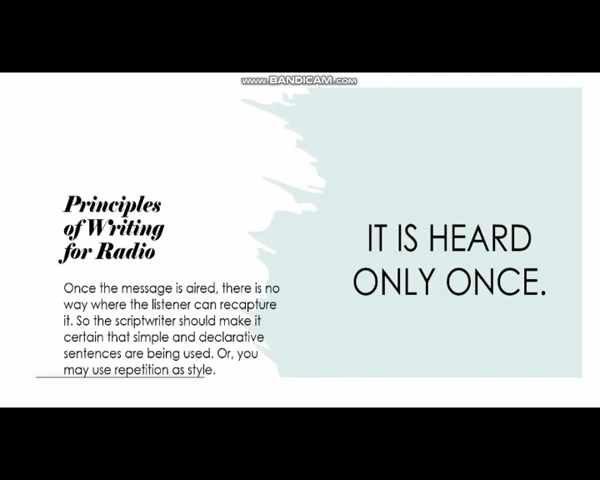 www.BANDICAM.com
Principles
of Writing
for Radio
Once the message is aired, there is no
way where the listener can recapture
it. So the scriptwriter should make it
certain that simple and declarative
sentences are being used. Or, you
may use repetition as style.
IT IS HEARD
ONLY ONCE.